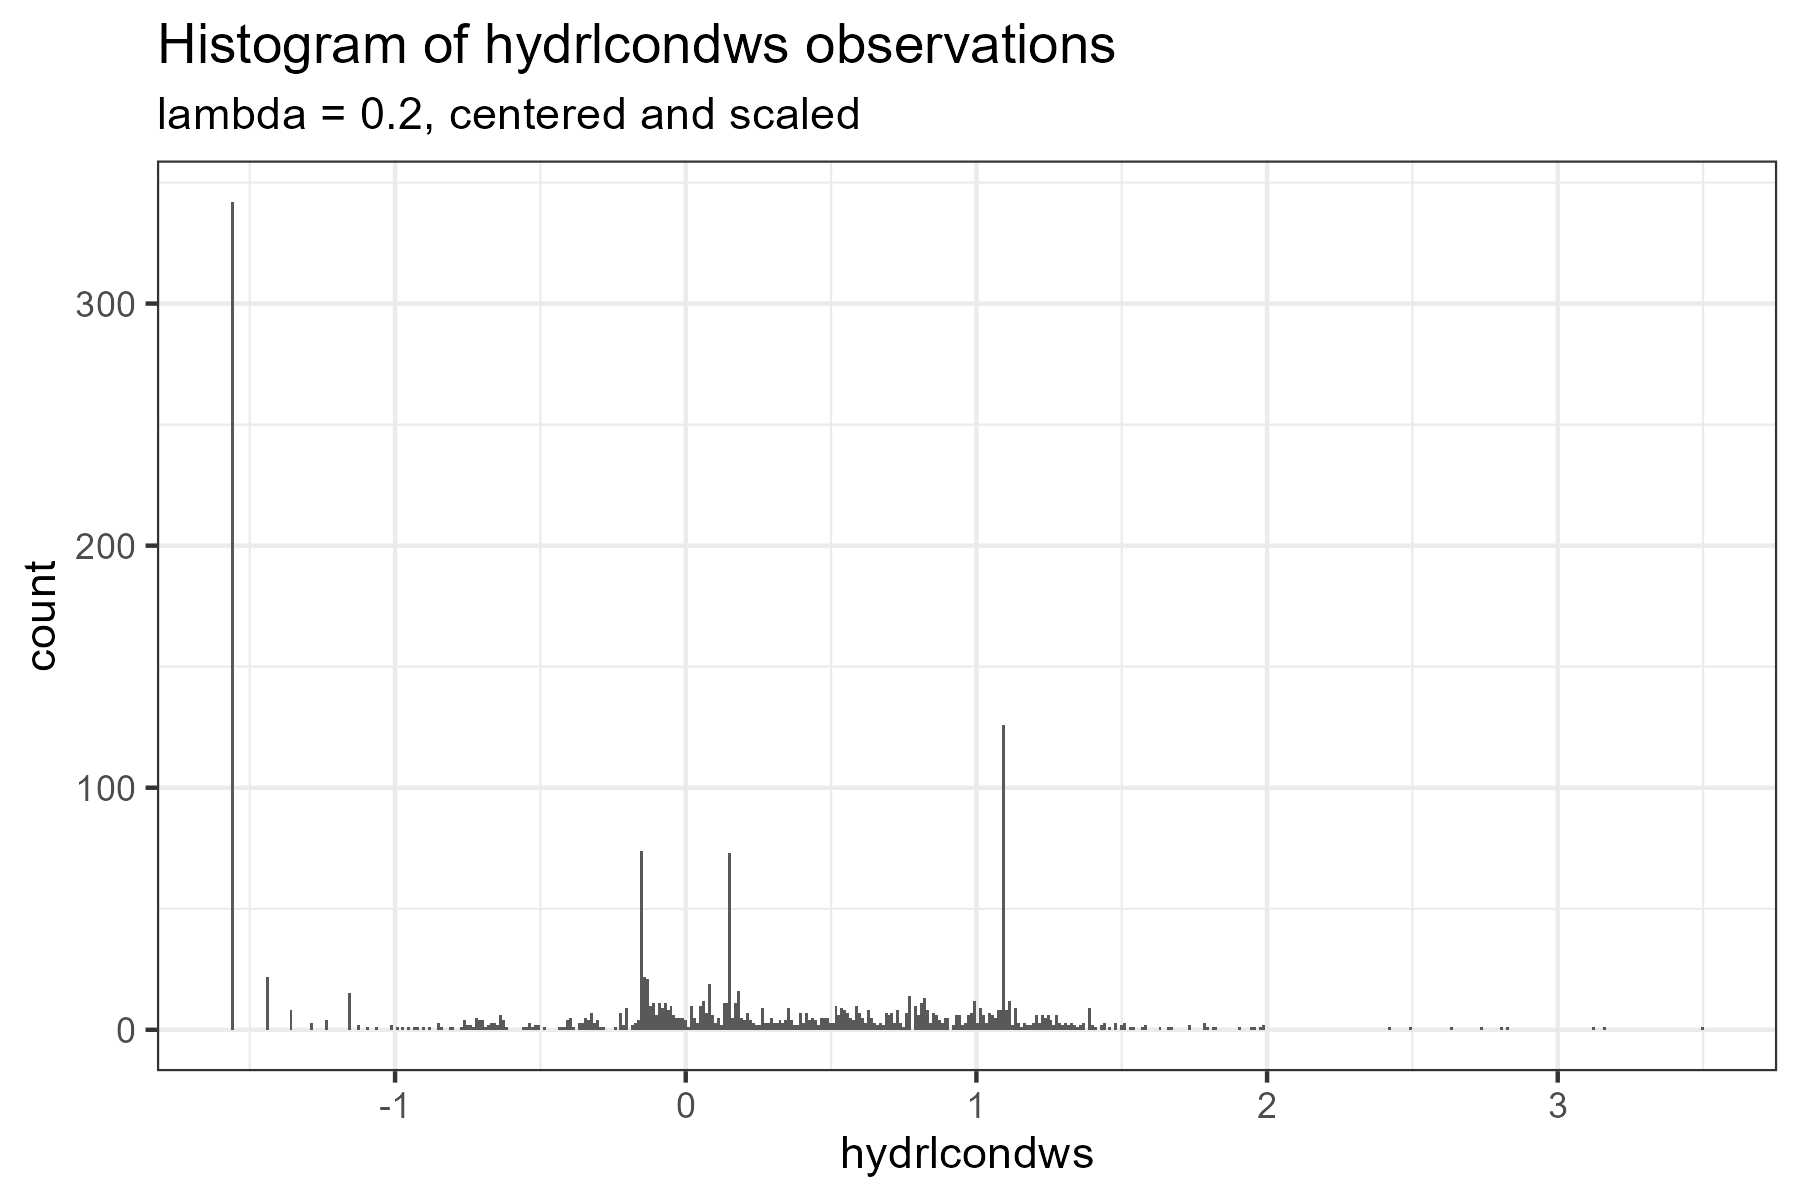 Histogram of hydrlcondws observations
lambda = 0.2, centered and scaled
count
300
200
100
0
-1
0
1
2
3
hydrlcondws